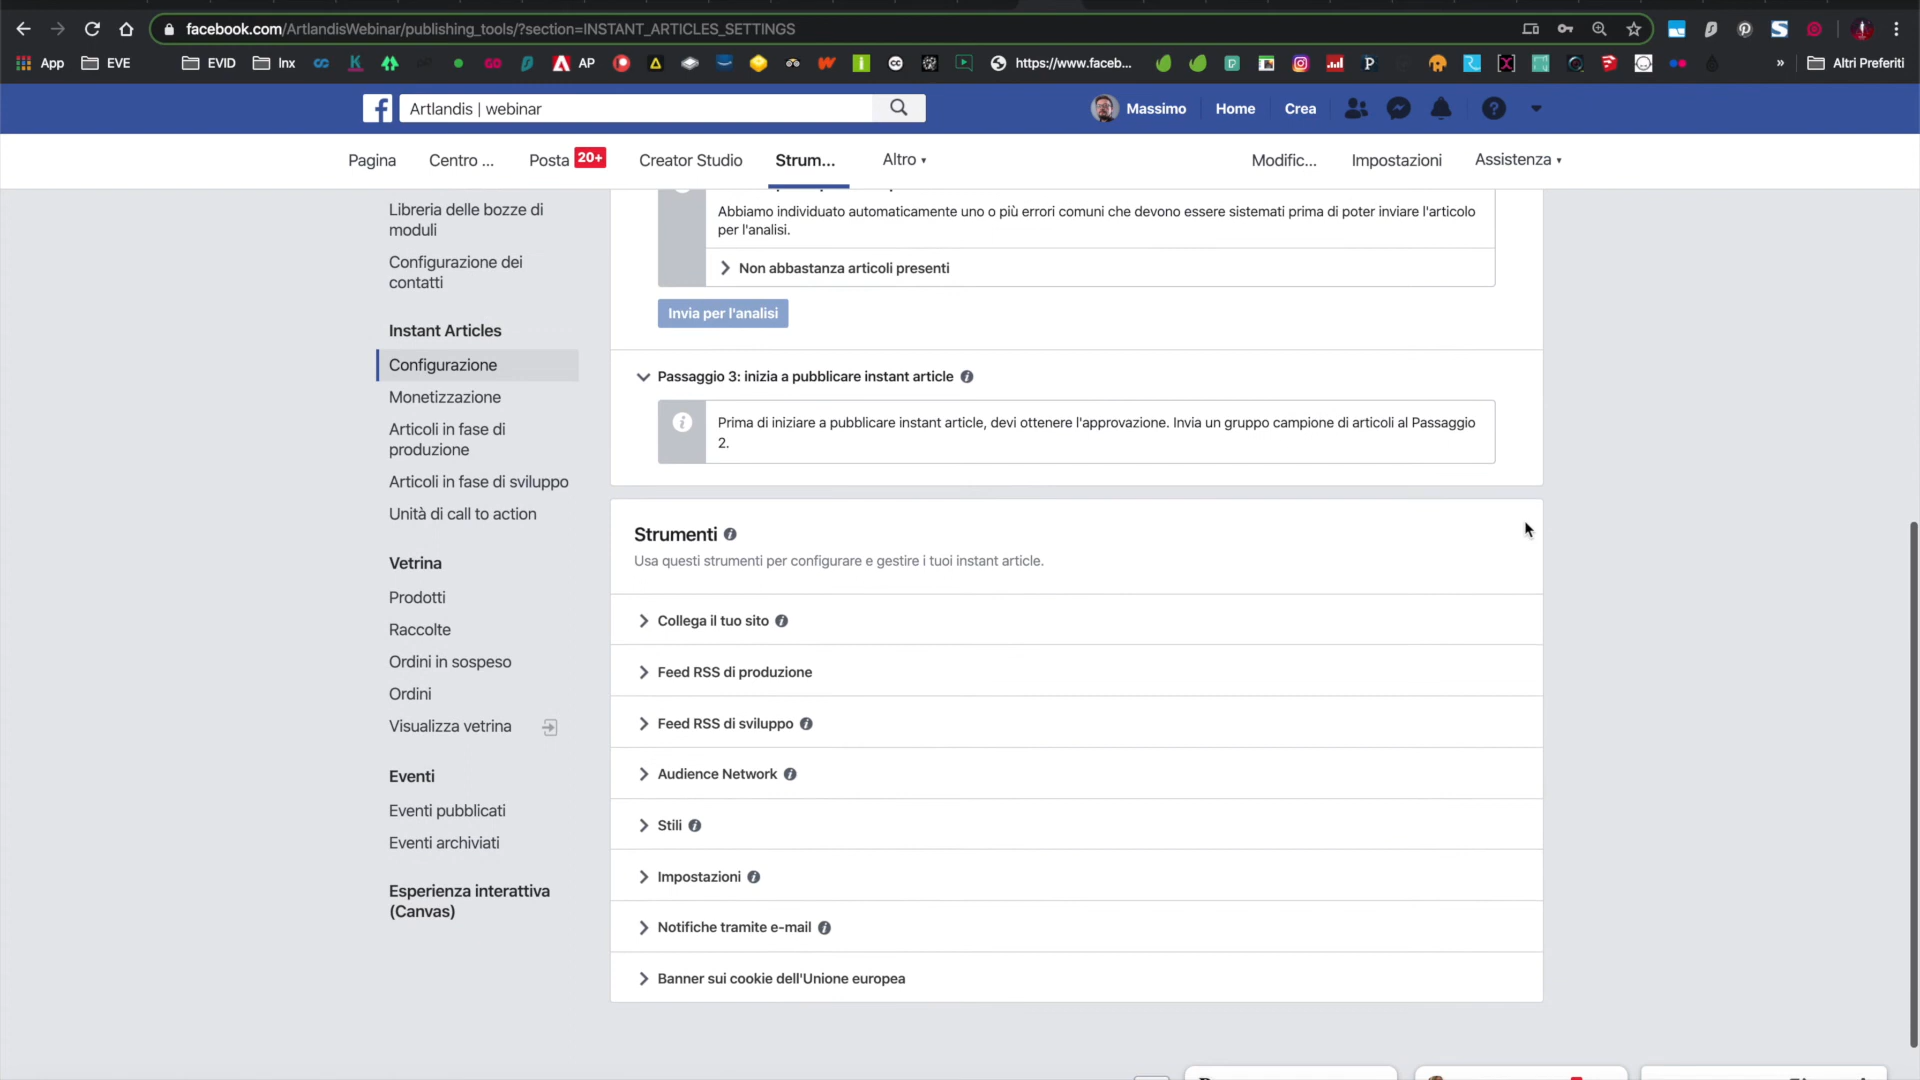 facebook.com/ArtlandisWebinar/publishing_tools/?section=INSTANT_ARTICLES_SETTINGS
App
EVE
EVID
Inx
AP
https://www.faceb...
»
Altri Preferiti
Artlandis | webinar
Massimo
Home
Crea
Pagina
Centro ...
Posta 20+
Creator Studio
Strum...
Altro
Modific...
Impostazioni
Assistenza
Libreria delle bozze di
moduli
Configurazione dei
contatti
Instant Articles
Configurazione
Monetizzazione
Articoli in fase di
produzione
Articoli in fase di sviluppo
Unità di call to action
Vetrina
Prodotti
Raccolte
Ordini in sospeso
Ordini
Visualizza vetrina
Eventi
Eventi pubblicati
Eventi archiviati
Esperienza interattiva
(Canvas)
Abbiamo individuato automaticamente uno o più errori comuni che devono essere sistemati prima di poter inviare l'articolo
per l'analisi.
Non abbastanza articoli presenti
Invia per l'analisi
Passaggio 3: inizia a pubblicare instant article
Prima di iniziare a pubblicare instant article, devi ottenere l'approvazione. Invia un gruppo campione di articoli al Passaggio
2.
Strumenti
Usa questi strumenti per configurare e gestire i tuoi instant article.
Collega il tuo sito
Feed RSS di produzione
Feed RSS di sviluppo
Audience Network
Stili
Impostazioni
Notifiche tramite e-mail
Banner sui cookie dell'Unione europea